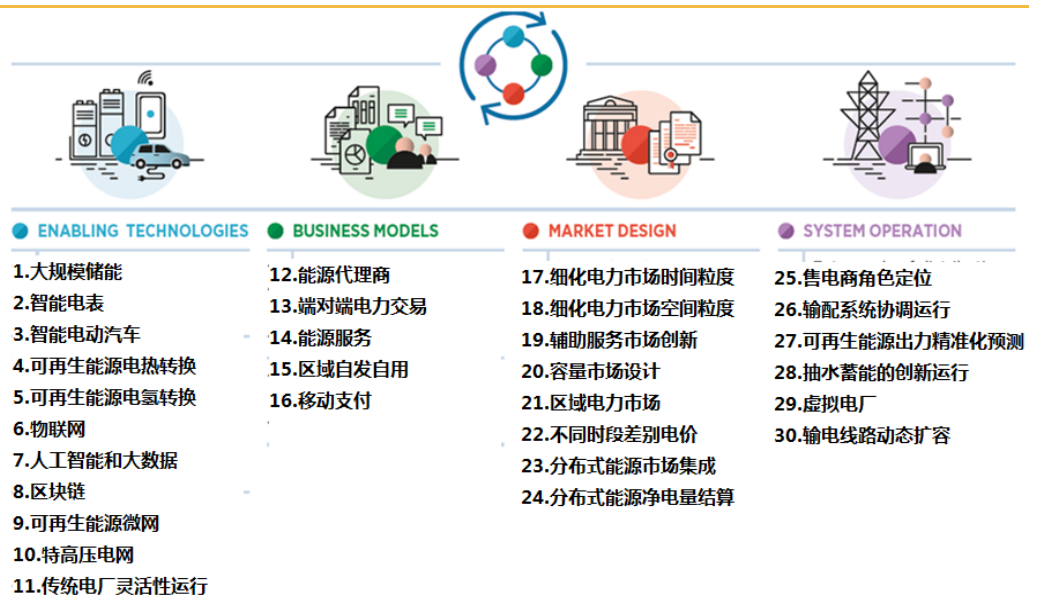 ENABLING TECHNOLOGIES
1.大规模储能
2.智能电表
3.智能电动汽车
4.可再生能源电热转换
5.可再生能源电氢转换
6.物联网
7.人工智能和大数据
8.区块链
9.可再生能源微网
10.特高压电网
11.传统电厂灵活性运行
BUSINESS MODELS
12.能源代理商
13.端对端电力交易
14.能源服务
15.区域自发自用
16.移动支付
MARKET DESIGN
17.细化电力市场时间粒度
18.细化电力市场空间粒度
19.辅助服务市场创新
20.容量市场设计
21.区域电力市场
22.不同时段差别电价
23.分布式能源市场集成
24.分布式能源净电量结算
SYSTEM OPERATION
25.售电商角色定位
26.输配系统协调运行
27.可再生能源出力精准化预测
28.抽水蓄能的创新运行
29.虚拟电厂
30.输电线路动态扩容